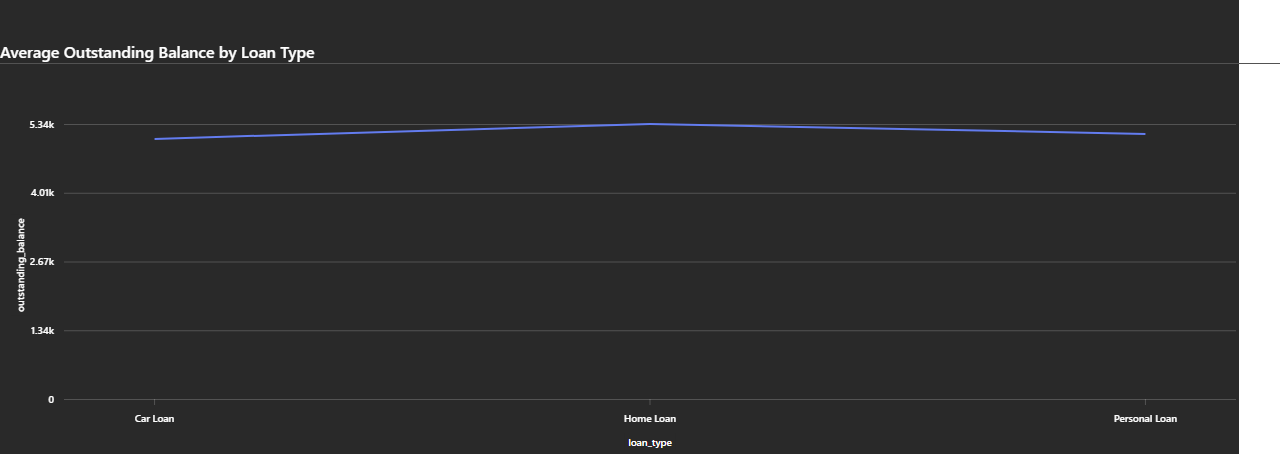 Average Outstanding Balance by Loan Type
5.34k
4.01k
2.67k
1.34k
0
outstanding_balance
Car Loan
Home Loan
Personal Loan
loan_type